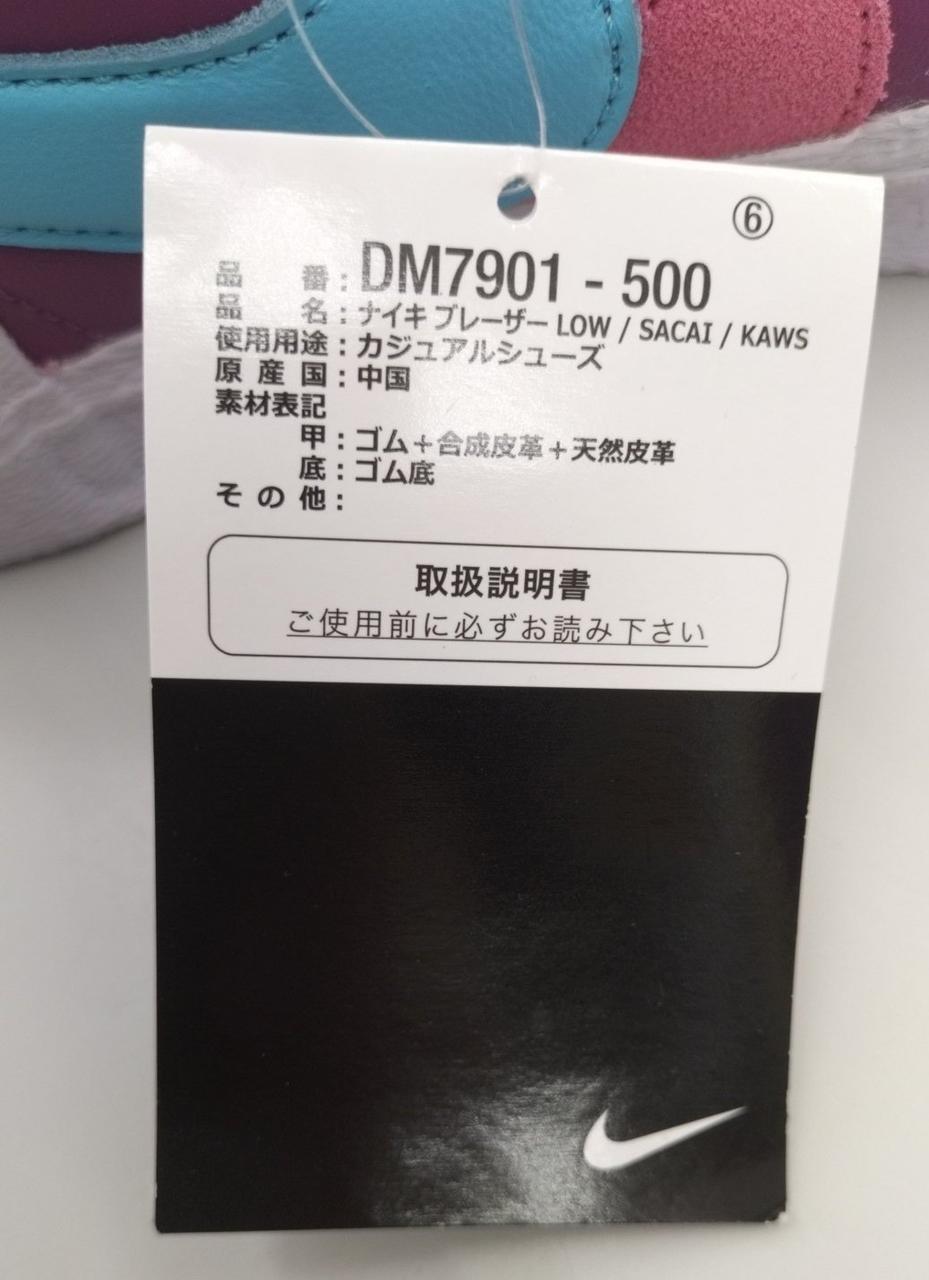 ⑥
品番：DM7901 - 500
品名：ナイキ ブレーザー LOW / SACAI / KAWS
使用用途：カジュアルシューズ
原産国：中国
素材表記
甲：ゴム＋合成皮革＋天然皮革
底：ゴム底
その他：
取扱説明書
ご使用前に必ずお読み下さい